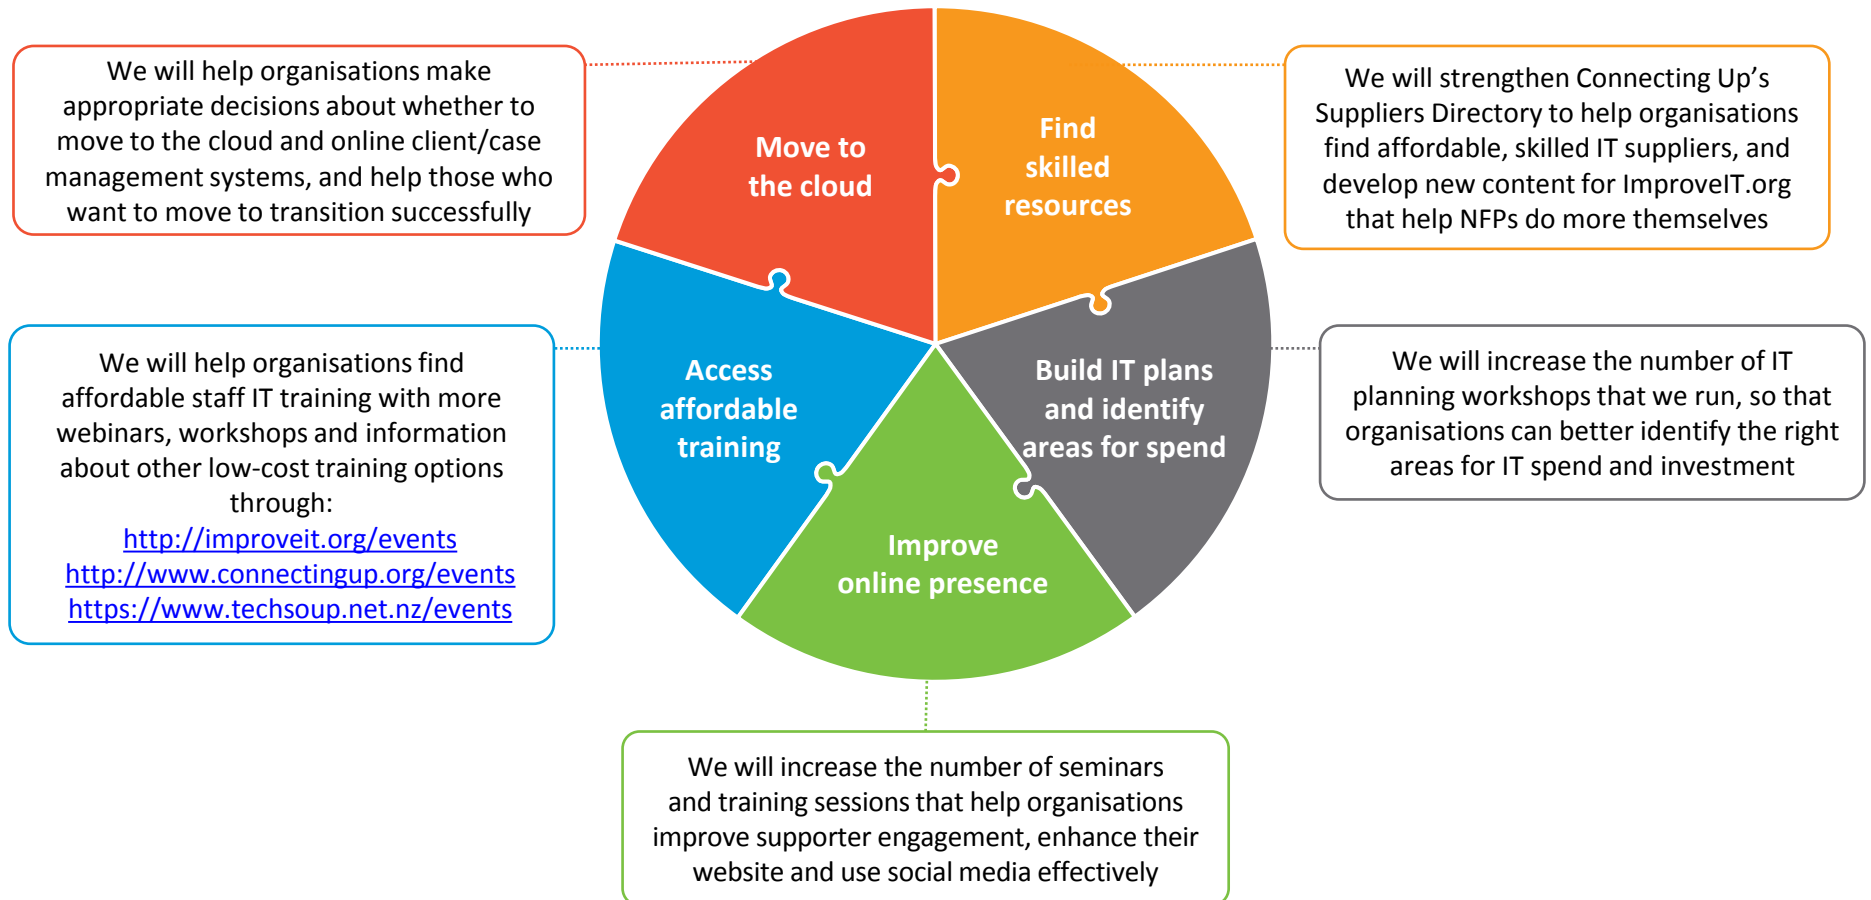 We will help organisations make
appropriate decisions about whether to
move to the cloud and online client/case
management systems, and help those who
want to move to transition successfully
Move to
the cloud
Find
skilled
resources
We will strengthen Connecting Up’s
Suppliers Directory to help organisations
find affordable, skilled IT suppliers, and
develop new content for ImproveIT.org
that help NFPs do more themselves
We will help organisations find
affordable staff IT training with more
webinars, workshops and information
about other low-cost training options
through:
http://improveit.org/events
http://www.connectingup.org/events
https://www.techsoup.net.nz/events
Access
affordable
training
Build IT plans
and identify
areas for spend
We will increase the number of IT
planning workshops that we run, so that
organisations can better identify the right
areas for IT spend and investment
Improve
online presence
We will increase the number of seminars
and training sessions that help organisations
improve supporter engagement, enhance their
website and use social media effectively